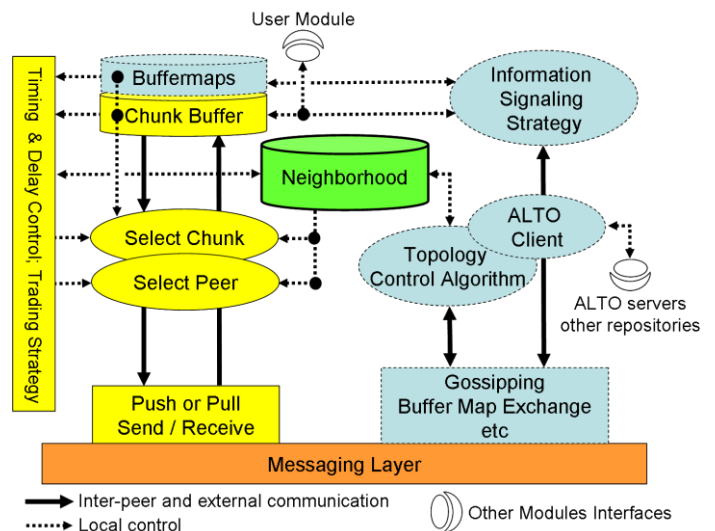 User Module
Buffermaps
Chunk Buffer
Information
Signaling
Strategy
Timing & Delay Control; Trading Strategy
Neighborhood
Select Chunk
Select Peer
ALTO
Client
Topology
Control Algorithm
ALTO servers
other repositories
Push or Pull
Send / Receive
Gossipping
Buffer Map Exchange
etc
Messaging Layer
Inter-peer and external communication
Local control
Other Modules Interfaces